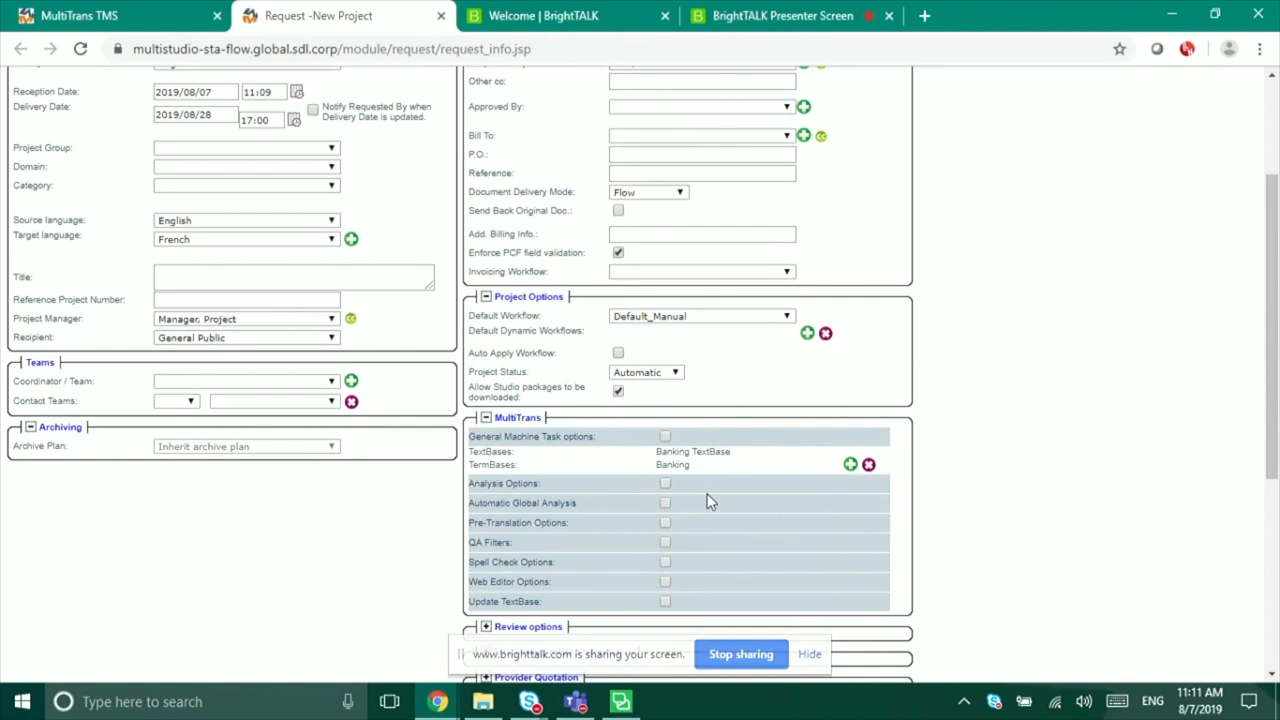 MultiTrans TMS
Request -New Project
Welcome | BrightTALK
BrightTALK Presenter Screen
multistudio-sta-flow.global.sdl.corp/module/request/request_info.jsp
Reception Date: 2019/08/07 11:09
Delivery Date: 2019/08/28 17:00
Notify Requested By when
Delivery Date is updated.
Project Group:
Domain:
Category:
Source language: English
Target language: French
Title:
Reference Project Number:
Project Manager: Manager, Project
Recipient: General Public
Teams
Coordinator / Team:
Contact Teams:
Archiving
Archive Plan: Inherit archive plan
Other cc:
Approved By:
Bill To:
P.O.:
Reference:
Document Delivery Mode: Flow
Send Back Original Doc.:
Add. Billing Info.:
Enforce PCF field validation:
Invoicing Workflow:
Project Options
Default Workflow: Default_Manual
Default Dynamic Workflows:
Auto Apply Workflow:
Project Status: Automatic
Allow Studio packages to be
downloaded:
MultiTrans
General Machine Task options:
TextBases: Banking TextBase
TermBases: Banking
Analysis Options:
Automatic Global Analysis
Pre-Translation Options:
QA Filters:
Spell Check Options:
Web Editor Options:
Update TextBase:
Review options
www.brighttalk.com is sharing your screen.
Stop sharing
Hide
Provider Quotation
Type here to search
ENG
11:11 AM
8/7/2019